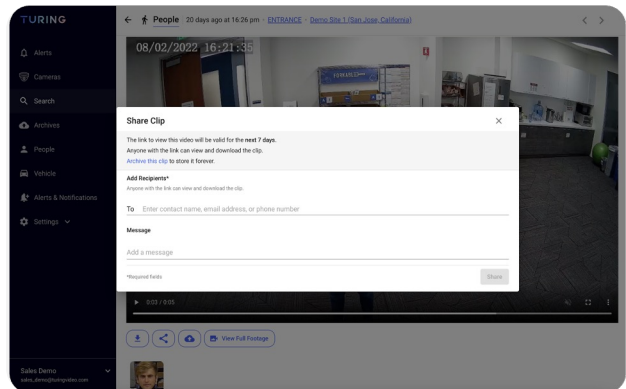 TURING
People 20 days ago at 16:26 pm - ENTRANCE - Demo Site 1 (San Jose, California)
08/02/2022 16:21:35
Alerts
Cameras
Search
Archives
People
Vehicle
Alerts & Notifications
Settings
Share Clip
The link to view this video will be valid for the next 7 days.
Anyone with the link can view and download the clip.
Archive this clip to store it forever.
Add Recipients*
Anyone with the link can view and download the clip.
To Enter contact name, email address, or phone number
Message
Add a message
*Required fields
Share
0:03 / 0:05
View Full Footage
Sales Demo
sales_demo@turingvideo.com